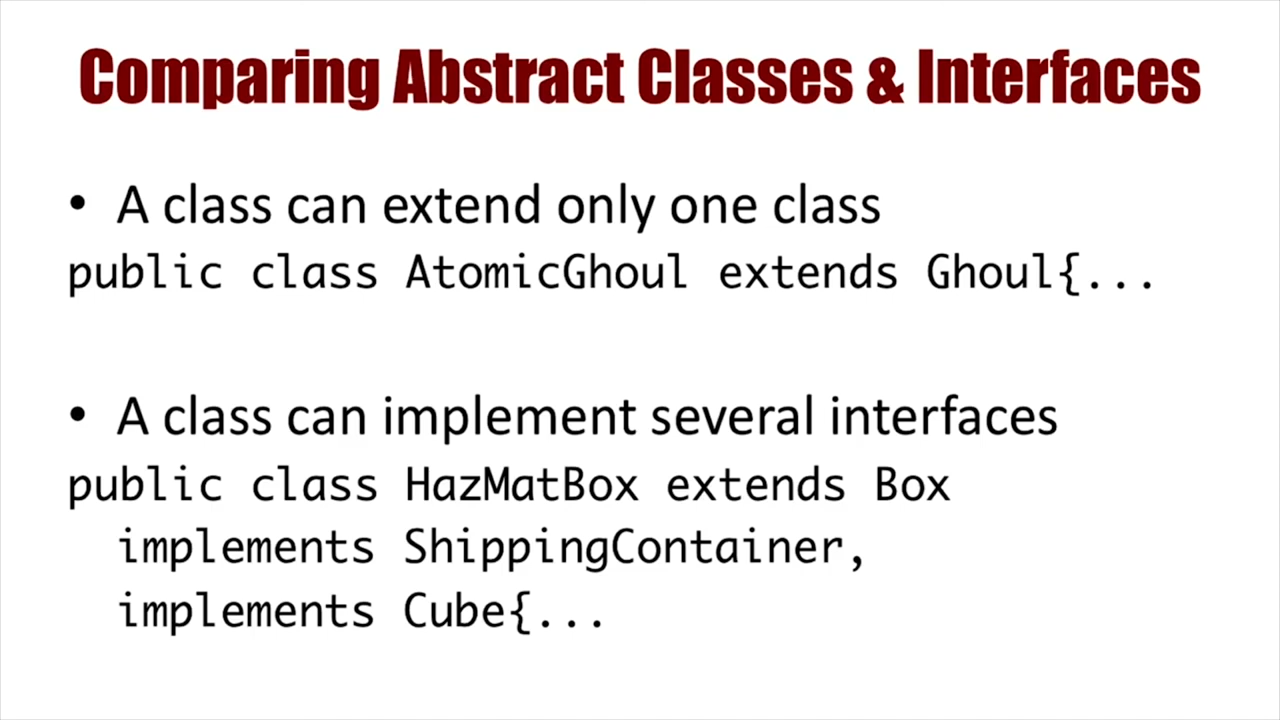 Comparing Abstract Classes & Interfaces
• A class can extend only one class
public class AtomicGhoul extends Ghoul{...
• A class can implement several interfaces
public class HazMatBox extends Box
implements ShippingContainer,
implements Cube{...